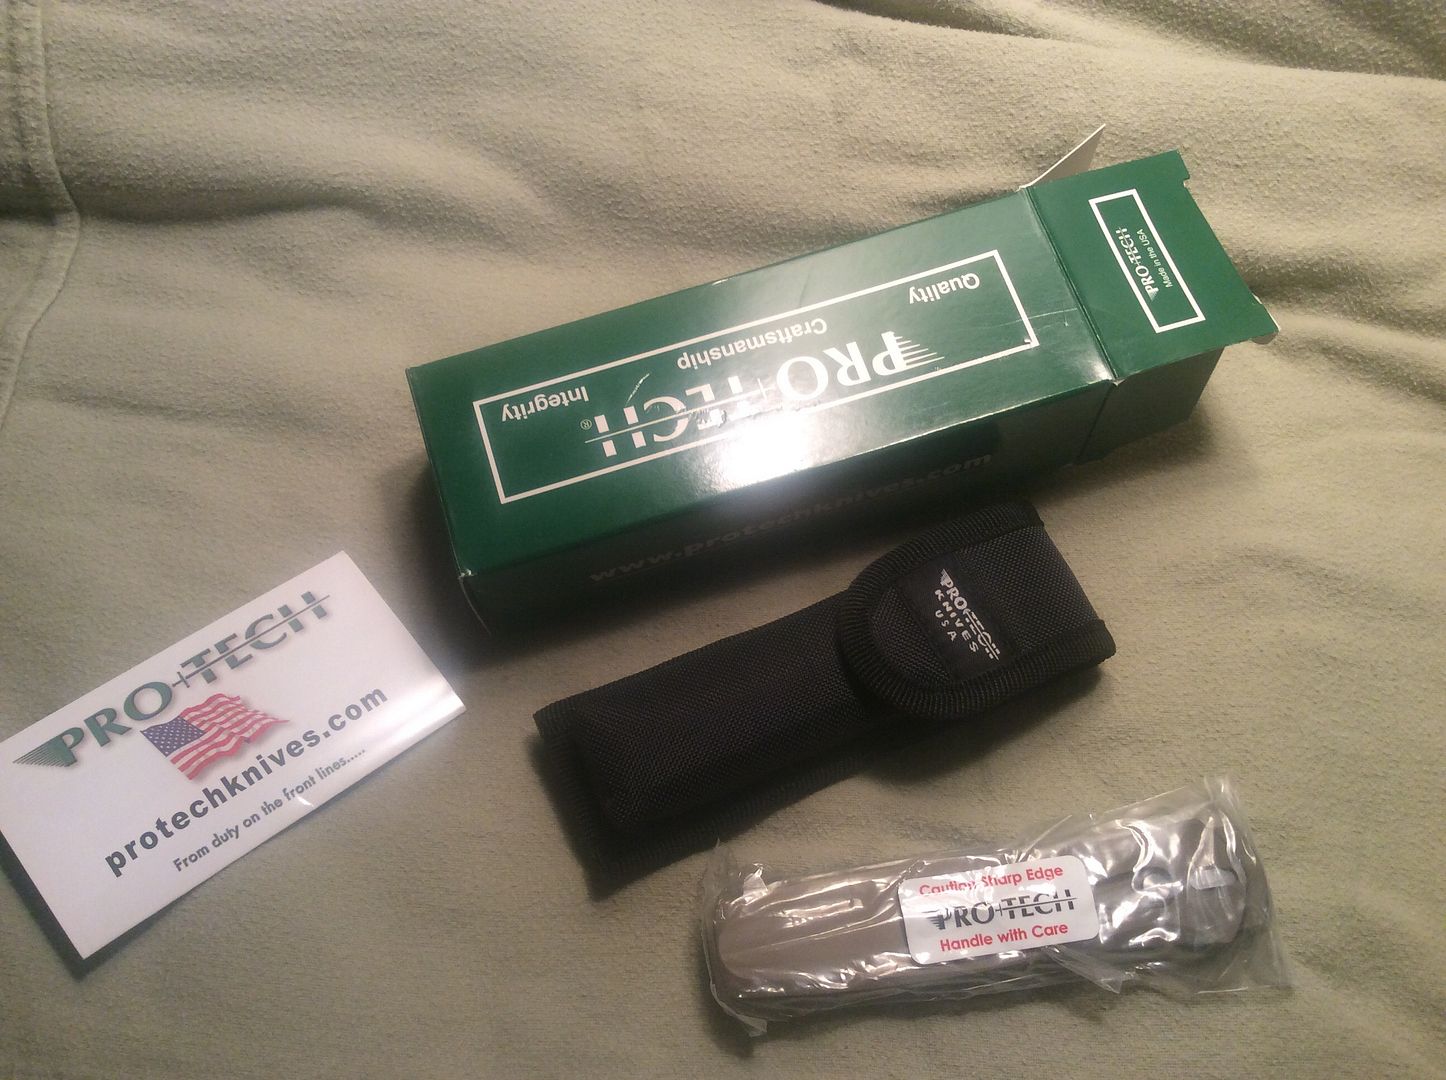 PRO+TECH
Made in the USA
PRO+TECH®
Quality
Craftsmanship
Integrity
www.protechknives.com
PRO+TECH
KNIVES
USA
PRO+TECH
protechknives.com
From duty on the front lines.....
Caution Sharp Edge
PRO+TECH
Handle with Care